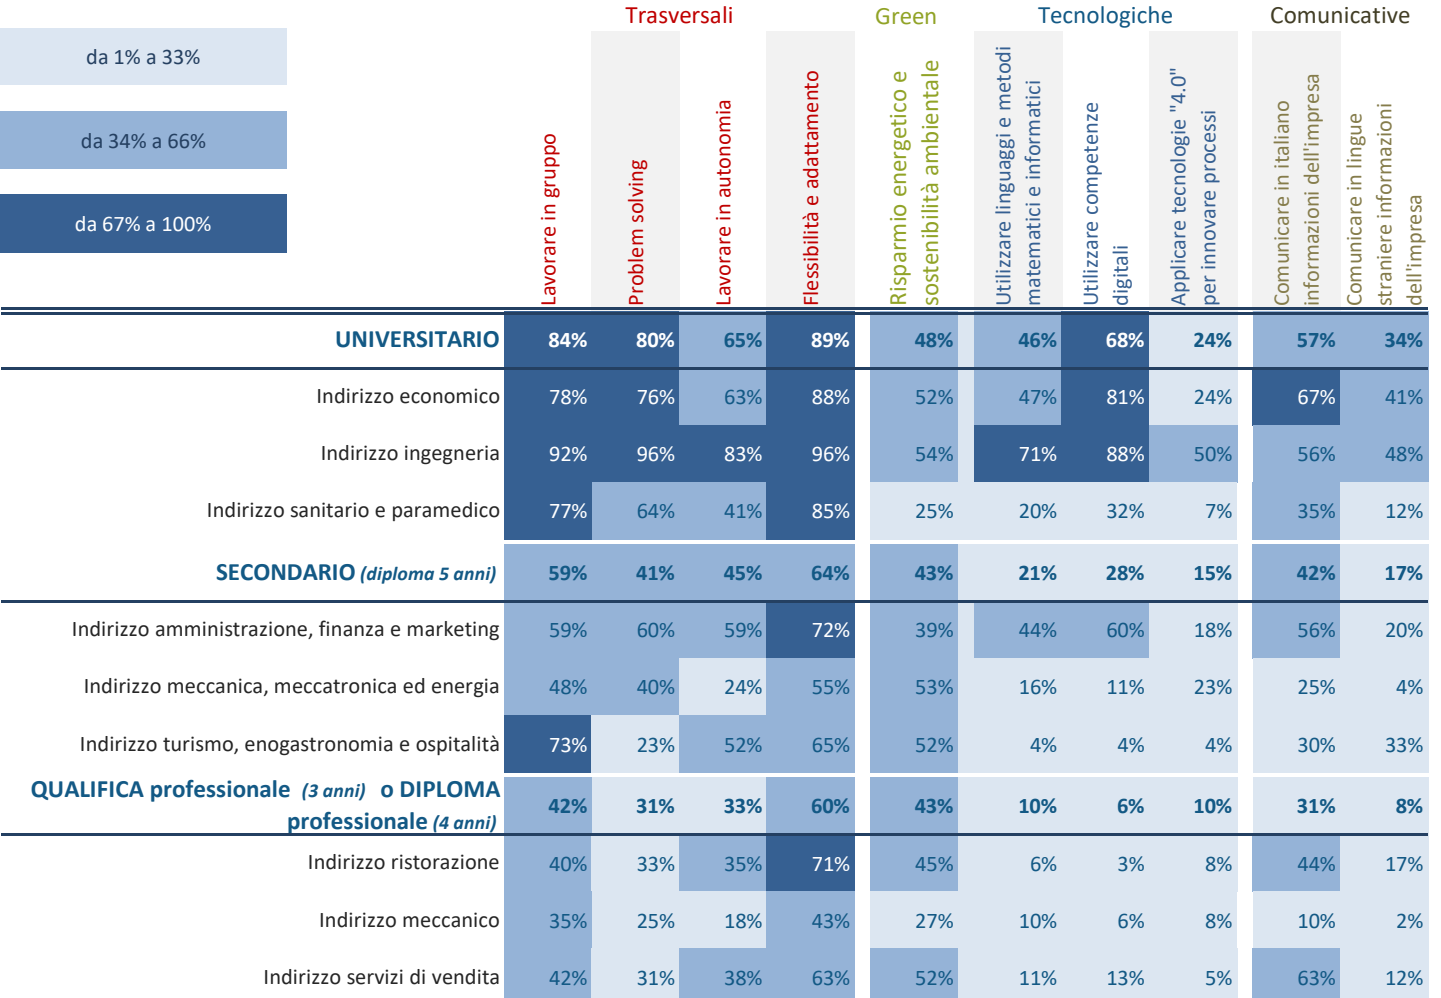 Trasversali Green Tecnologiche Comunicative
da 1% a 33%
da 34% a 66%
da 67% a 100%
Lavorare in gruppo
Problem solving
Lavorare in autonomia
Flessibilità e adattamento
Risparmio energetico e
sostenibilità ambientale
Utilizzare linguaggi e metodi
matematici e informatici
Utilizzare competenze
digitali
Applicare tecnologie "4.0"
per innovare processi
Comunicare in italiano
informazioni dell'impresa
Comunicare in lingue
straniere informazioni
dell'impresa
UNIVERSITARIO 84% 80% 65% 89% 48% 46% 68% 24% 57% 34%
Indirizzo economico 78% 76% 63% 88% 52% 47% 81% 24% 67% 41%
Indirizzo ingegneria 92% 96% 83% 96% 54% 71% 88% 50% 56% 48%
Indirizzo sanitario e paramedico 77% 64% 41% 85% 25% 20% 32% 7% 35% 12%
SECONDARIO (diploma 5 anni) 59% 41% 45% 64% 43% 21% 28% 15% 42% 17%
Indirizzo amministrazione, finanza e marketing 59% 60% 59% 72% 39% 44% 60% 18% 56% 20%
Indirizzo meccanica, meccatronica ed energia 48% 40% 24% 55% 53% 16% 11% 23% 25% 4%
Indirizzo turismo, enogastronomia e ospitalità 73% 23% 52% 65% 52% 4% 4% 4% 30% 33%
QUALIFICA professionale (3 anni) o DIPLOMA
professionale (4 anni) 42% 31% 33% 60% 43% 10% 6% 10% 31% 8%
Indirizzo ristorazione 40% 33% 35% 71% 45% 6% 3% 8% 44% 17%
Indirizzo meccanico 35% 25% 18% 43% 27% 10% 6% 8% 10% 2%
Indirizzo servizi di vendita 42% 31% 38% 63% 52% 11% 13% 5% 63% 12%